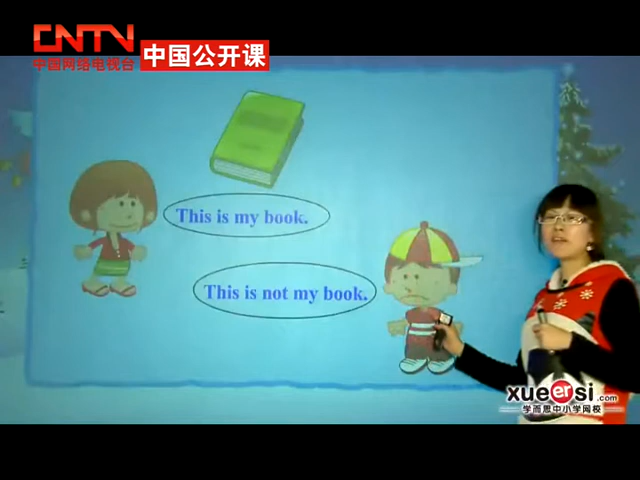 CNTV
中国网络电视台
中国公开课
This is my book.
This is not my book.
xueersi.com
学而思中小学网校